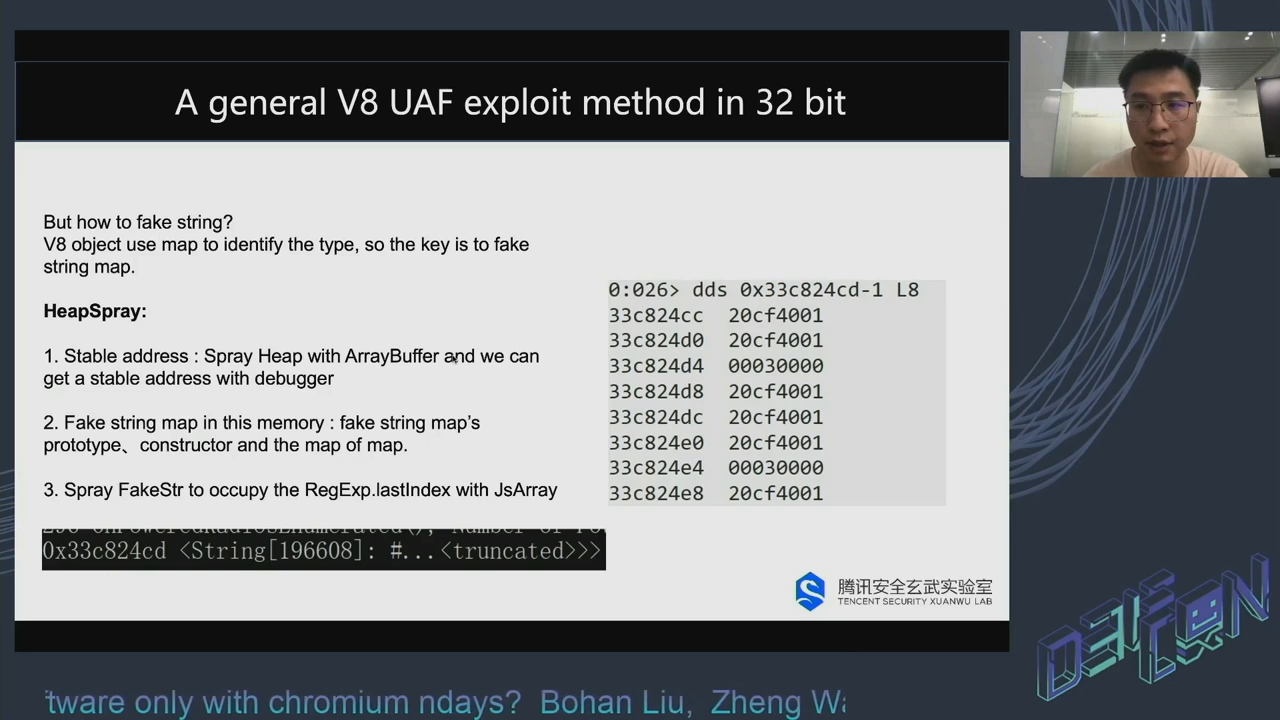 A general V8 UAF exploit method in 32 bit
But how to fake string?
V8 object use map to identify the type, so the key is to fake
string map.
HeapSpray:
1. Stable address : Spray Heap with ArrayBuffer and we can
get a stable address with debugger
2. Fake string map in this memory : fake string map's
prototype、constructor and the map of map.
3. Spray FakeStr to occupy the RegExp.lastIndex with JsArray
0x33c824cd <String[196608]: #...<truncated>>>
0:026> dds 0x33c824cd-1 L8
33c824cc 20cf4001
33c824d0 20cf4001
33c824d4 00030000
33c824d8 20cf4001
33c824dc 20cf4001
33c824e0 20cf4001
33c824e4 00030000
33c824e8 20cf4001
腾讯安全玄武实验室
TENCENT SECURITY XUANWU LAB
DEFCON
tware only with chromium ndays? Bohan Liu, Zheng Wa